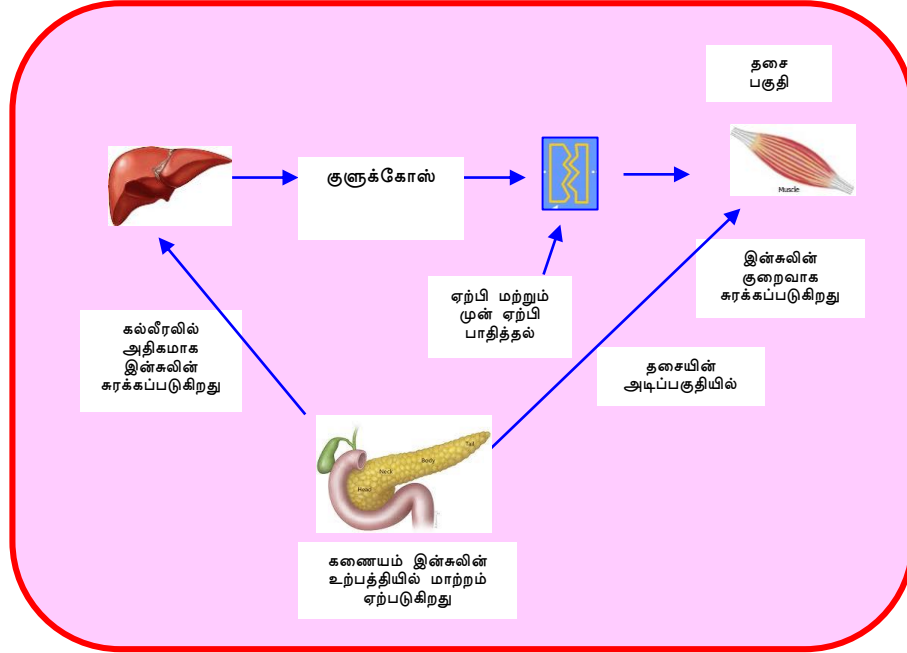 தசை
பகுதி
Muscle
குளுக்கோஸ்
இன்சுலின்
குறைவாக
சுரக்கப்படுகிறது
ஏற்பி மற்றும்
முன் ஏற்பி
பாதித்தல்
கல்லீரலில்
அதிகமாக
இன்சுலின்
சுரக்கப்படுகிறது
தசையின்
அடிப்பகுதியில்
Tail
Body
Neck
Head
கணையம் இன்சுலின்
உற்பத்தியில் மாற்றம்
ஏற்படுகிறது